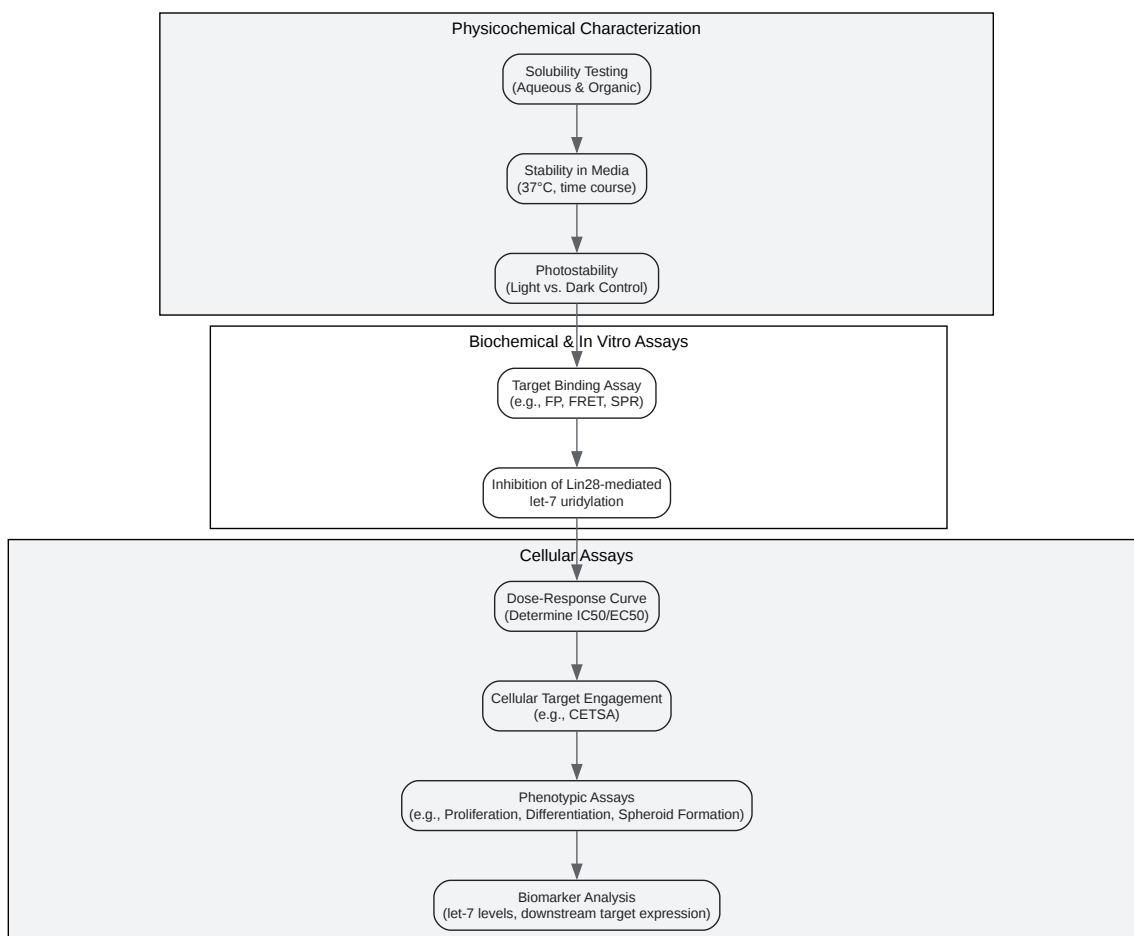 Physicochemical Characterization
Solubility Testing
(Aqueous & Organic)
Stability in Media
(37°C, time course)
Photostability
(Light vs. Dark Control)
Biochemical & In Vitro Assays
Target Binding Assay
(e.g., FP, FRET, SPR)
Inhibition of Lin28-mediated
let-7 uridylation
Cellular Assays
Dose-Response Curve
(Determine IC50/EC50)
Cellular Target Engagement
(e.g., CETSA)
Phenotypic Assays
(e.g., Proliferation, Differentiation, Spheroid Formation)
Biomarker Analysis
(let-7 levels, downstream target expression)